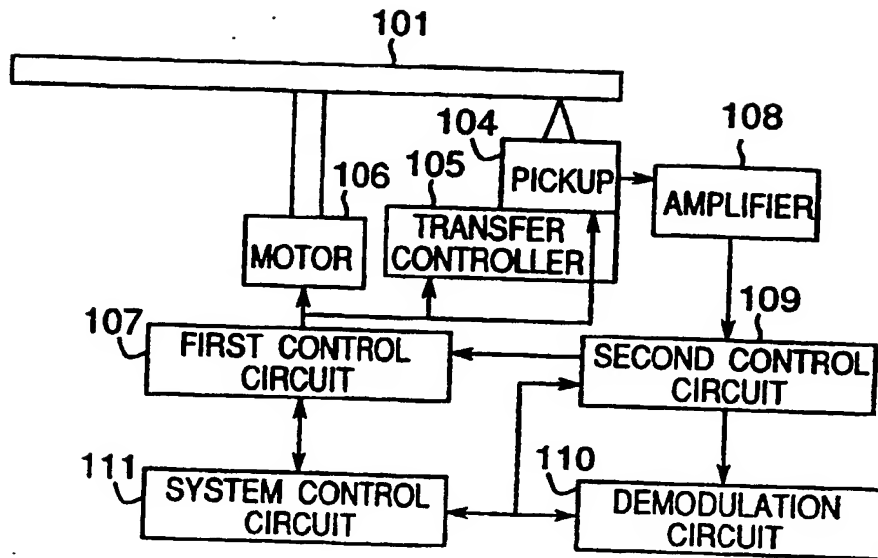 101
104
108
105
106
PICKUP
AMPLIFIER
TRANSFER
CONTROLLER
MOTOR
107
109
FIRST CONTROL
CIRCUIT
SECOND CONTROL
CIRCUIT
111
110
SYSTEM CONTROL
CIRCUIT
DEMODULATION
CIRCUIT